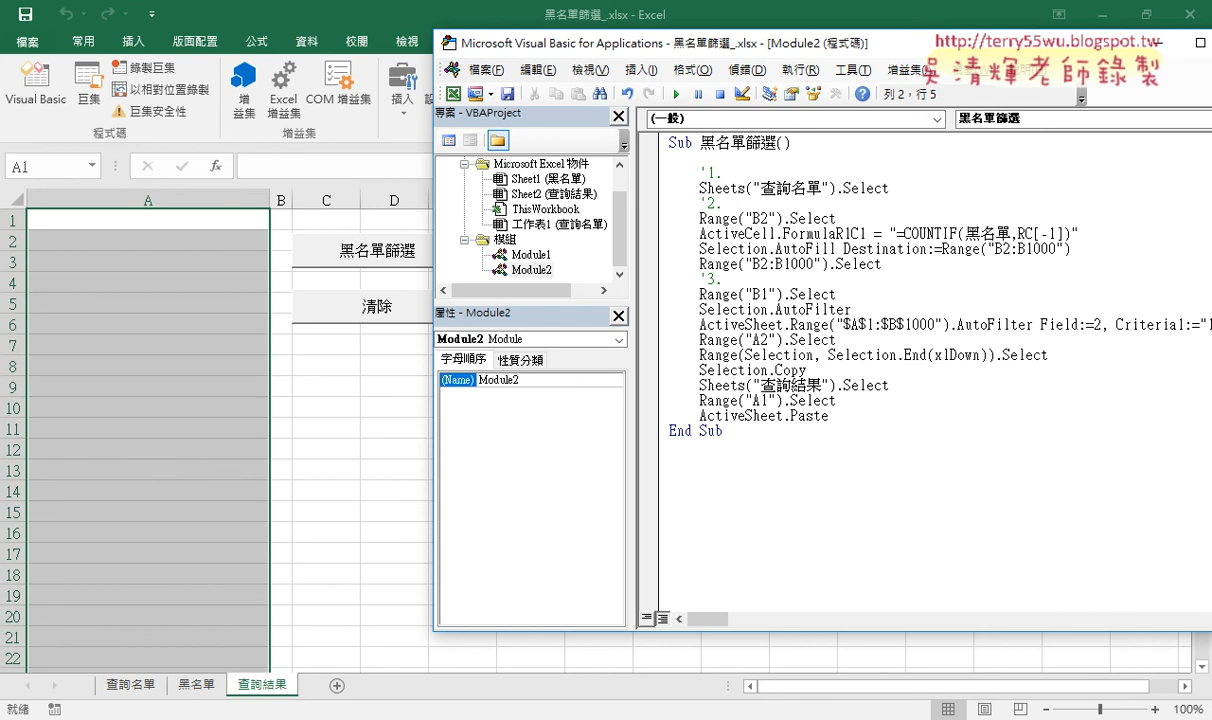 黑名單篩選_.xlsx - Excel
檔案 常用 插入 版面配置 公式 資料 校閱 檢視
Visual Basic 巨集 錄製巨集 以相對位置錄製 巨集安全性 增益集 Excel 增益集 COM 增益集 插入
程式碼 增益集
A1 fx
A B C D
1
2
3
4
5
6
7
8
9
10
11
12
13
14
15
16
17
18
19
20
21
22
黑名單篩選
清除
Microsoft Visual Basic for Applications - 黑名單篩選_.xlsx - [Module2 (程式碼)]
http://terry55wu.blogspot.tw
吳清輝老師錄製
檔案(F) 編輯(E) 檢視(V) 插入(I) 格式(O) 偵錯(D) 執行(R) 工具(T)
列 2，行 5
專案 - VBAProject
Microsoft Excel 物件
Sheet1 (黑名單)
Sheet2 (查詢結果)
ThisWorkbook
工作表1 (查詢名單)
模組
Module1
Module2
屬性 - Module2
Module2 Module
字母順序 性質分類
(Name) Module2
(一般) 黑名單篩選
Sub 黑名單篩選()
'1.
Sheets("查詢名單").Select
'2.
Range("B2").Select
ActiveCell.FormulaR1C1 = "=COUNTIF(黑名單,RC[-1])"
Selection.AutoFill Destination:=Range("B2:B1000")
Range("B2:B1000").Select
'3.
Range("B1").Select
Selection.AutoFilter
ActiveSheet.Range("$A$1:$B$1000").AutoFilter Field:=2, Criteria1:="1
Range("A2").Select
Range(Selection, Selection.End(xlDown)).Select
Selection.Copy
Sheets("查詢結果").Select
Range("A1").Select
ActiveSheet.Paste
End Sub
查詢名單 黑名單 查詢結果
就緒 100%